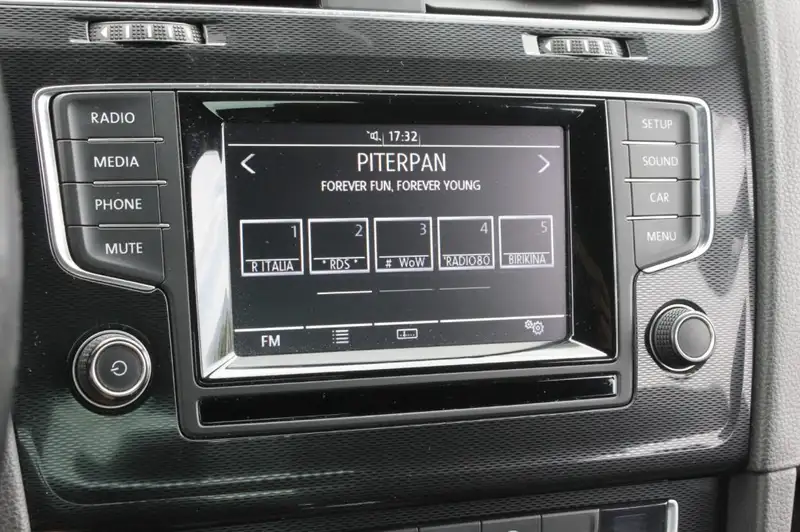 RADIO
MEDIA
PHONE
MUTE
17:32
PITERPAN
FOREVER FUN, FOREVER YOUNG
1 2 3 4 5
R ITALIA * RDS * # WoW *RADIO80 BIRIKINA
FM
SETUP
SOUND
CAR
MENU